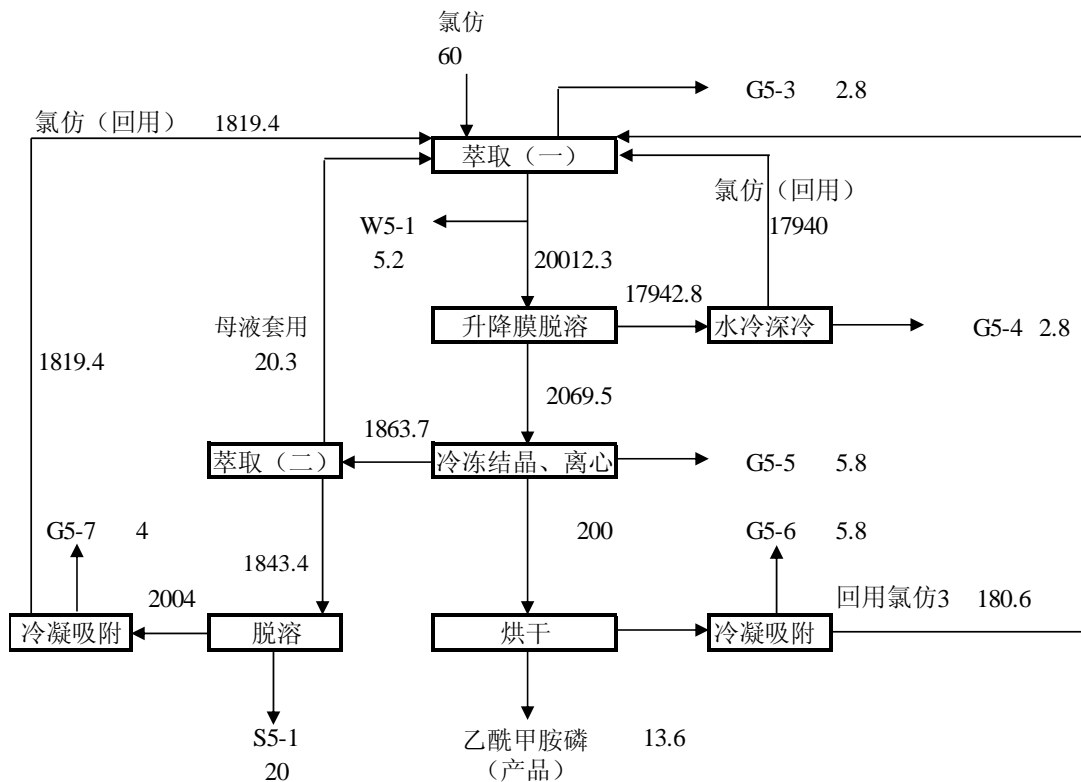 氯仿
60
G5-3 2.8
氯仿（回用） 1819.4
萃取（一）
氯仿（回用）
17940
W5-1
5.2
20012.3
17942.8
升降膜脱溶
水冷深冷
G5-4 2.8
母液套用
20.3
1819.4
2069.5
1863.7
萃取（二）
冷冻结晶、离心
G5-5 5.8
G5-7 4
200
G5-6 5.8
1843.4
2004
回用氯仿3 180.6
冷凝吸附
脱溶
烘干
冷凝吸附
S5-1
20
乙酰甲胺磷 13.6
（产品）